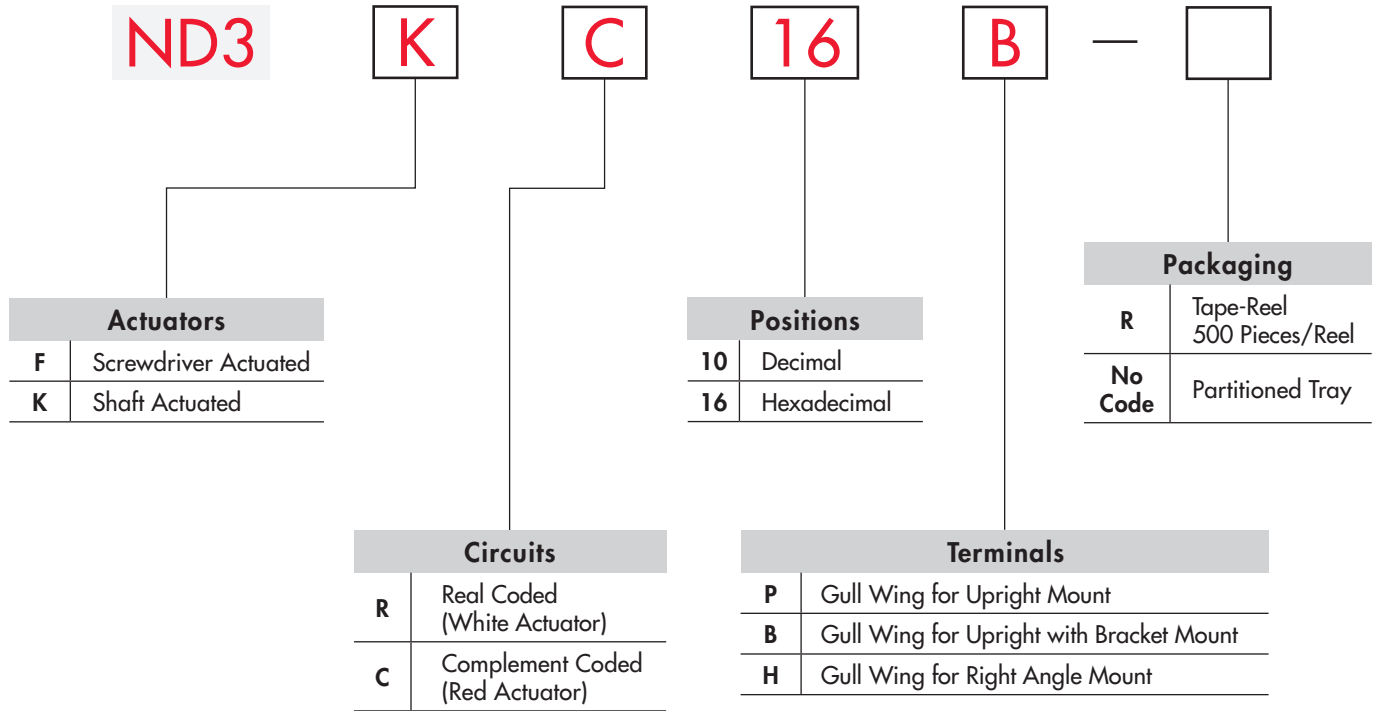 ND3 K C 16 B —
Actuators
F Screwdriver Actuated
K Shaft Actuated
Positions
10 Decimal
16 Hexadecimal
Packaging
R Tape-Reel
500 Pieces/Reel
No
Code Partitioned Tray
Circuits
R Real Coded
(White Actuator)
C Complement Coded
(Red Actuator)
Terminals
P Gull Wing for Upright Mount
B Gull Wing for Upright with Bracket Mount
H Gull Wing for Right Angle Mount